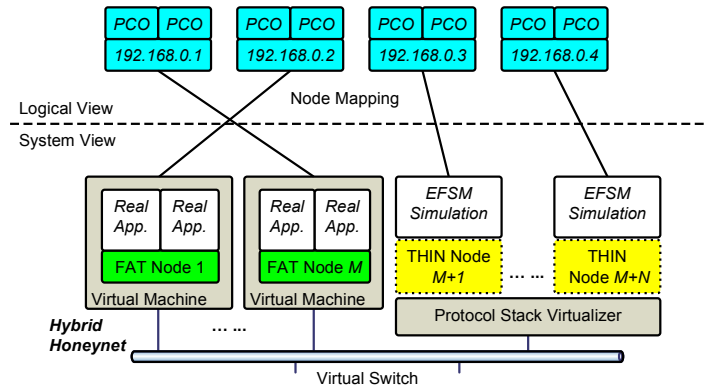 PCO PCO PCO PCO PCO PCO PCO PCO
192.168.0.1 192.168.0.2 192.168.0.3 192.168.0.4
Logical View
Node Mapping
System View
Real App. Real App. Real App. Real App.
EFSM Simulation EFSM Simulation
FAT Node 1 FAT Node M
THIN Node M+1 ... ... THIN Node M+N
Virtual Machine Virtual Machine
Protocol Stack Virtualizer
Hybrid Honeynet
... ...
Virtual Switch